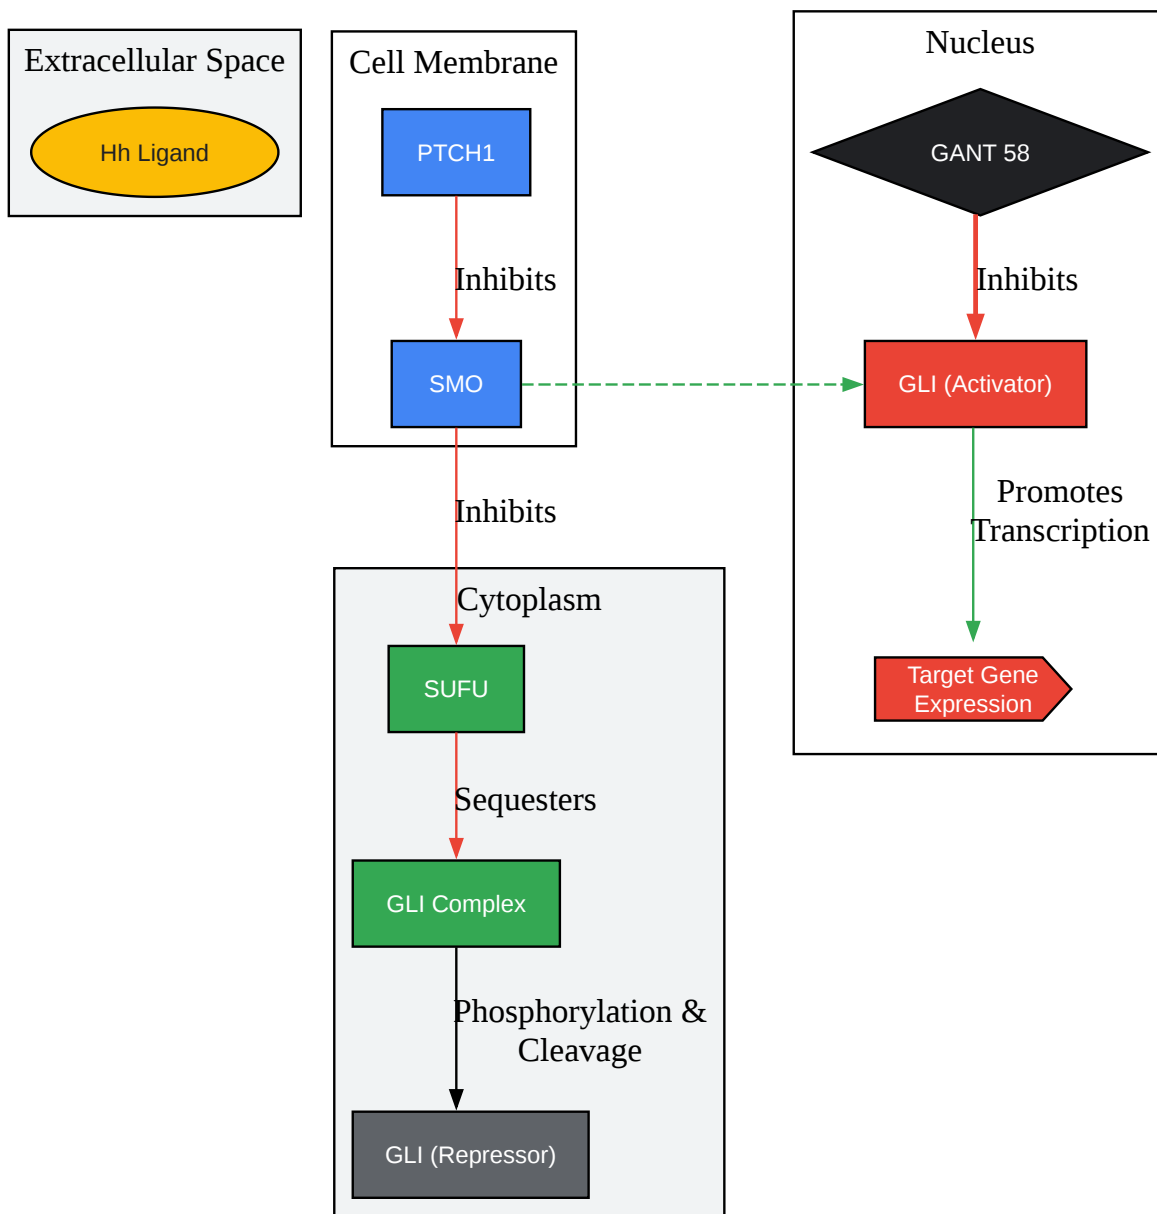 Extracellular Space
Hh Ligand
Cell Membrane
PTCH1
Inhibits
SMO
Inhibits
Cytoplasm
SUFU
Sequesters
GLI Complex
Phosphorylation &
Cleavage
GLI (Repressor)
Nucleus
GANT 58
Inhibits
GLI (Activator)
Promotes
Transcription
Target Gene
Expression